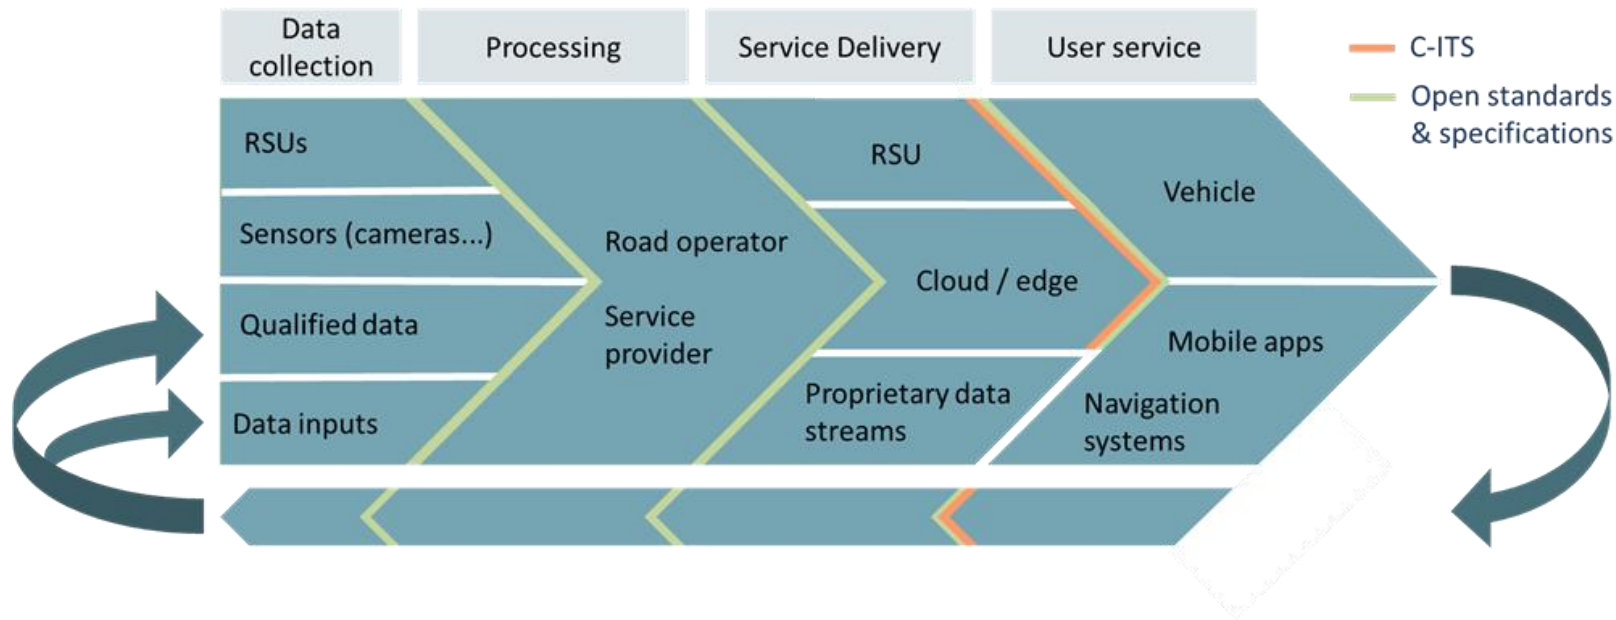 Data
collection
Processing
Service Delivery
User service
C-ITS
Open standards
& specifications
RSUs
Sensors (cameras...)
Qualified data
Data inputs
Road operator
Service
provider
RSU
Cloud / edge
Proprietary data
streams
Vehicle
Mobile apps
Navigation
systems